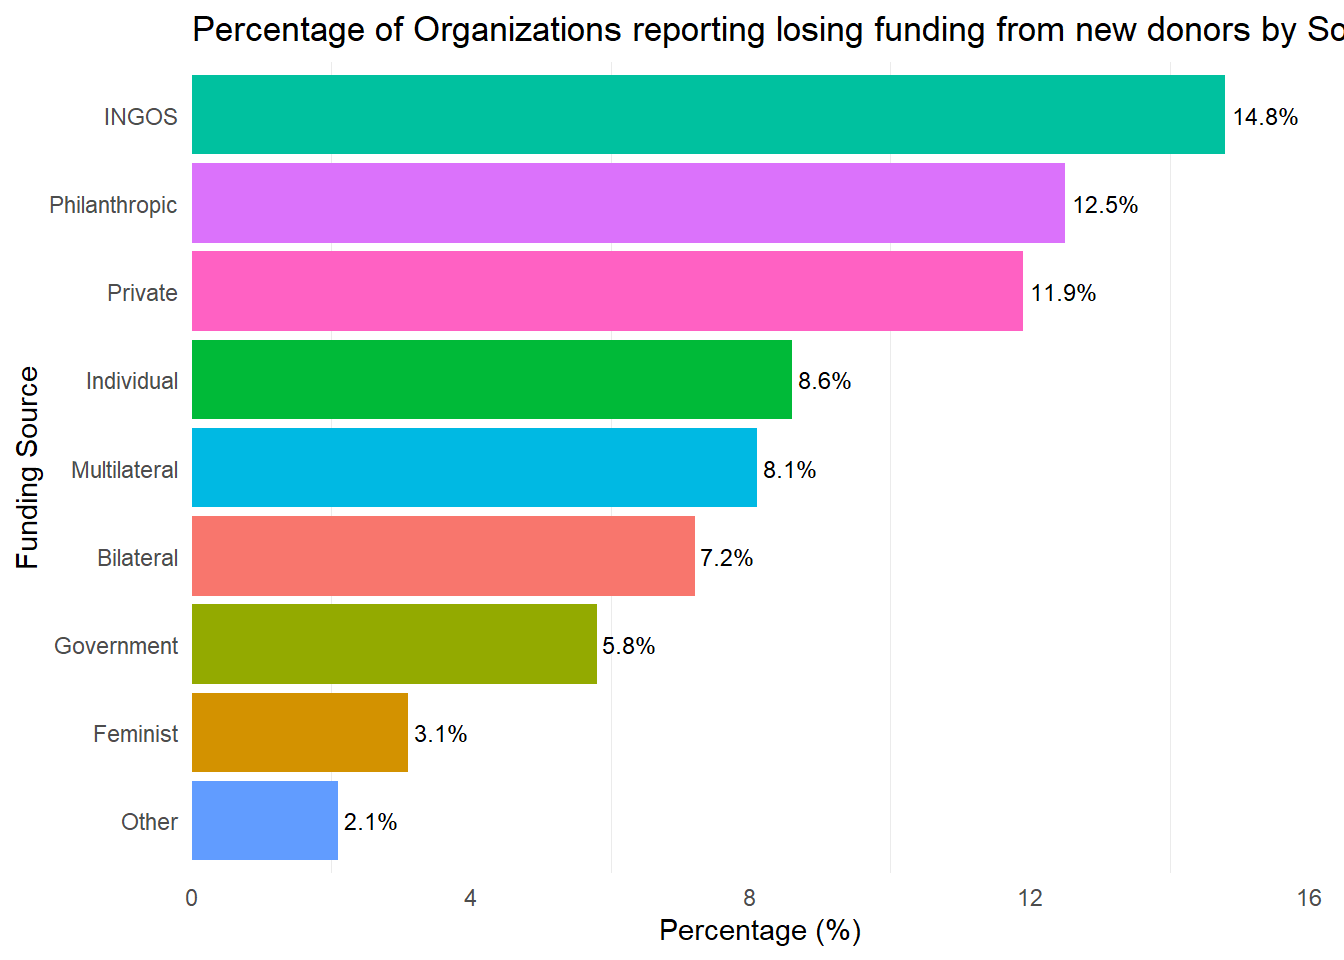 Percentage of Organizations reporting losing funding from new donors by So
INGOS
14.8%
Philanthropic
12.5%
Private
11.9%
Individual
8.6%
Multilateral
8.1%
Bilateral
7.2%
Government
5.8%
Feminist
3.1%
Other
2.1%
Funding Source
0 4 8 12 16
Percentage (%)